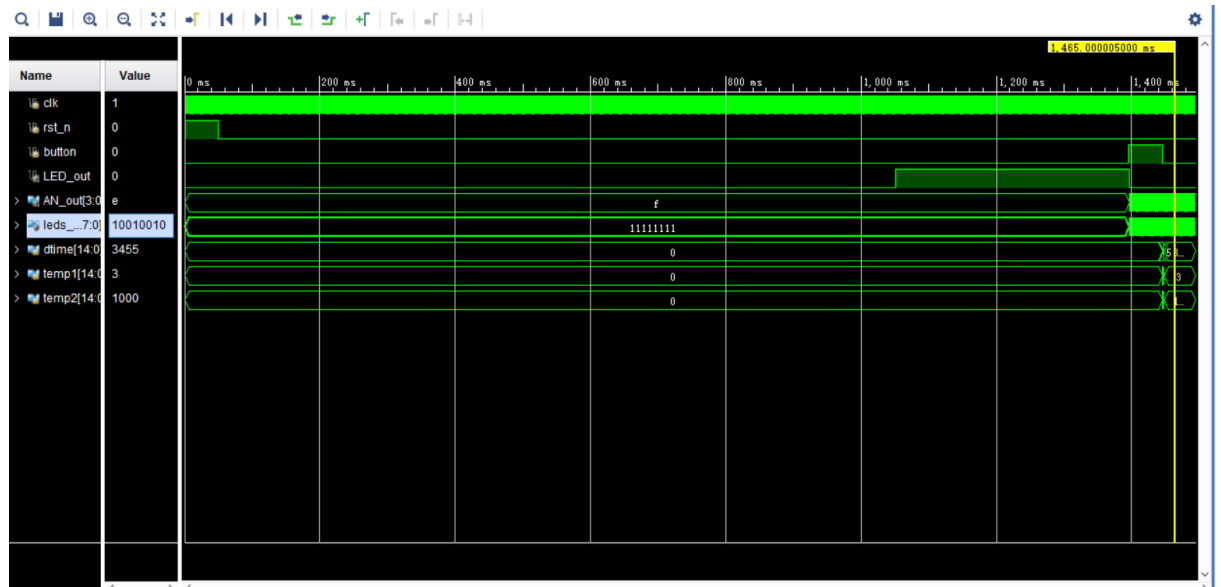 1,465.000005000 ms
Name Value
0 ms 200 ms 400 ms 600 ms 800 ms 1,000 ms 1,200 ms 1,400 ms
clk 1
rst_n 0
button 0
LED_out 0
AN_out[3:0 e f
leds_...7:0] 10010010 11111111
dtime[14:0] 3455 0 5 3...
temp1[14:0 3 0 3
temp2[14:0 1000 0 1...